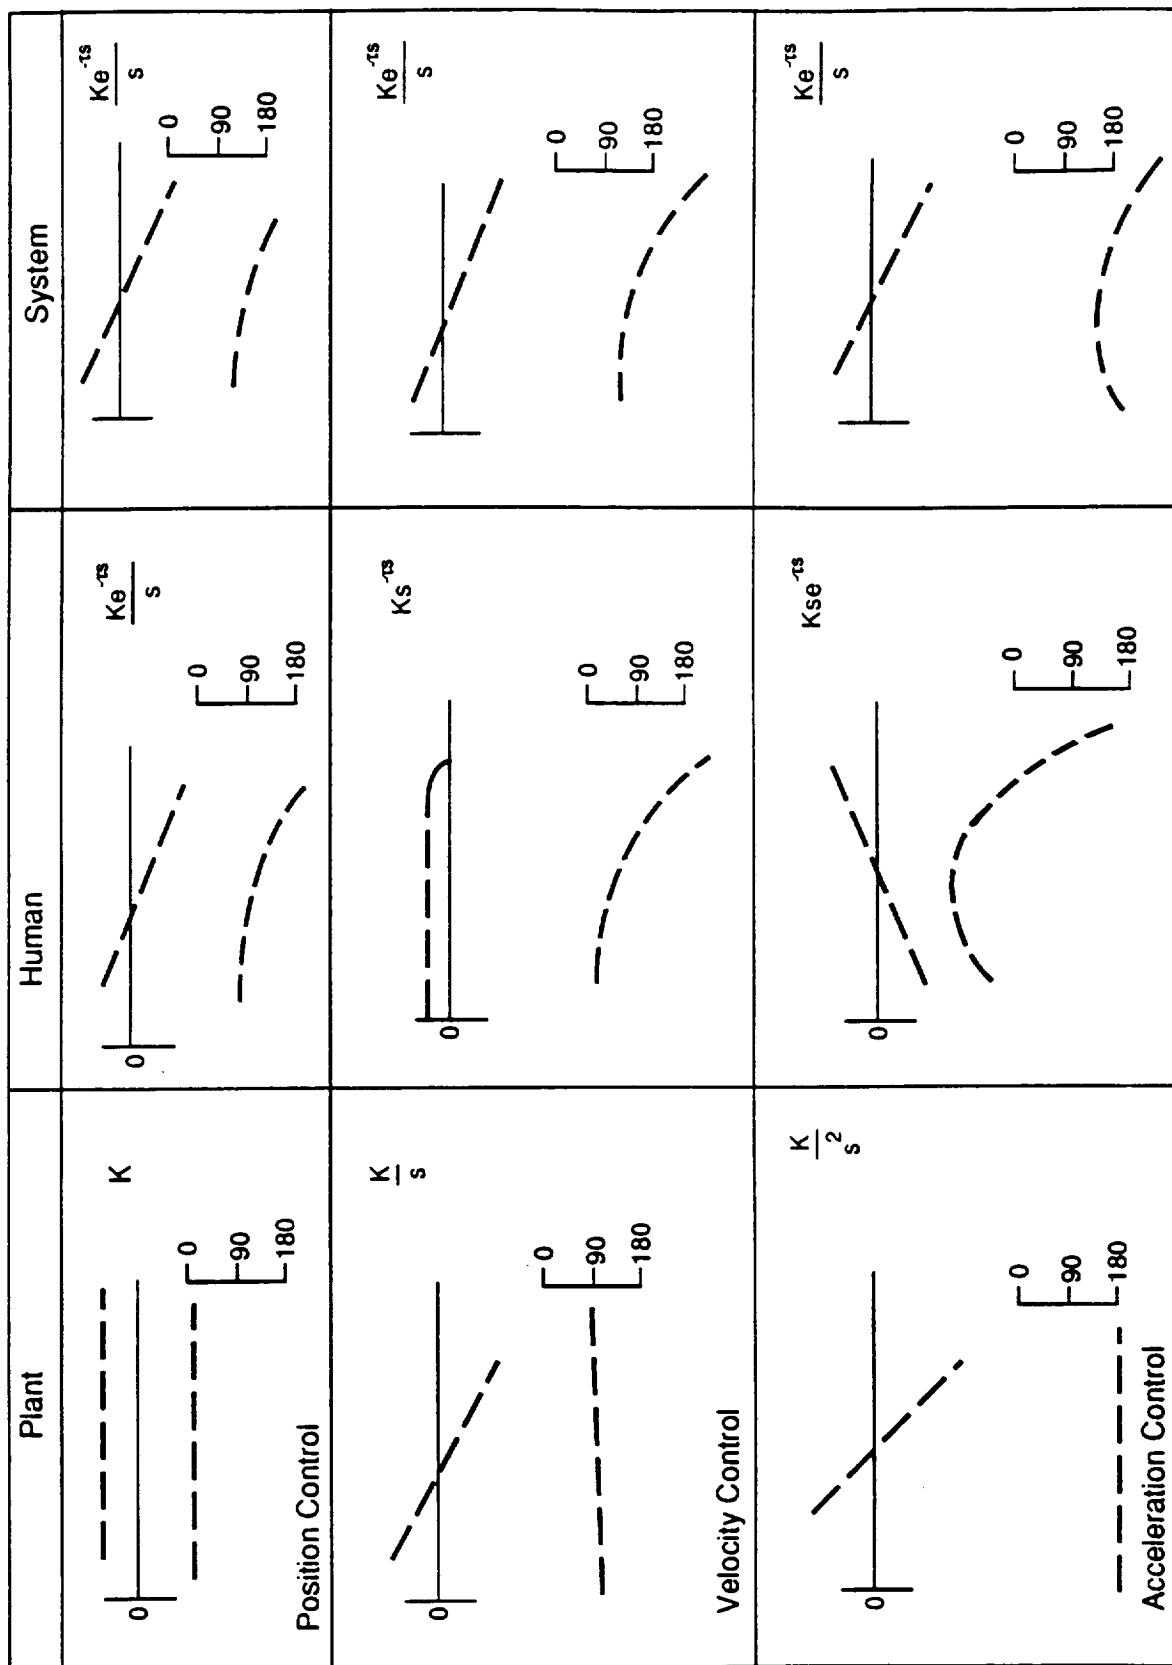 Plant
Human
System
K
0
0
90
180
Position Control
Ke^-τs
s
0
0
90
180
Ke^-τs
s
0
90
180
K
s
0
0
90
180
Velocity Control
Ks^-τs
0
0
90
180
Ke^-τs
s
0
90
180
K
s^2
0
0
90
180
Acceleration Control
Kse^-τs
0
0
90
180
Ke^-τs
s
0
90
180